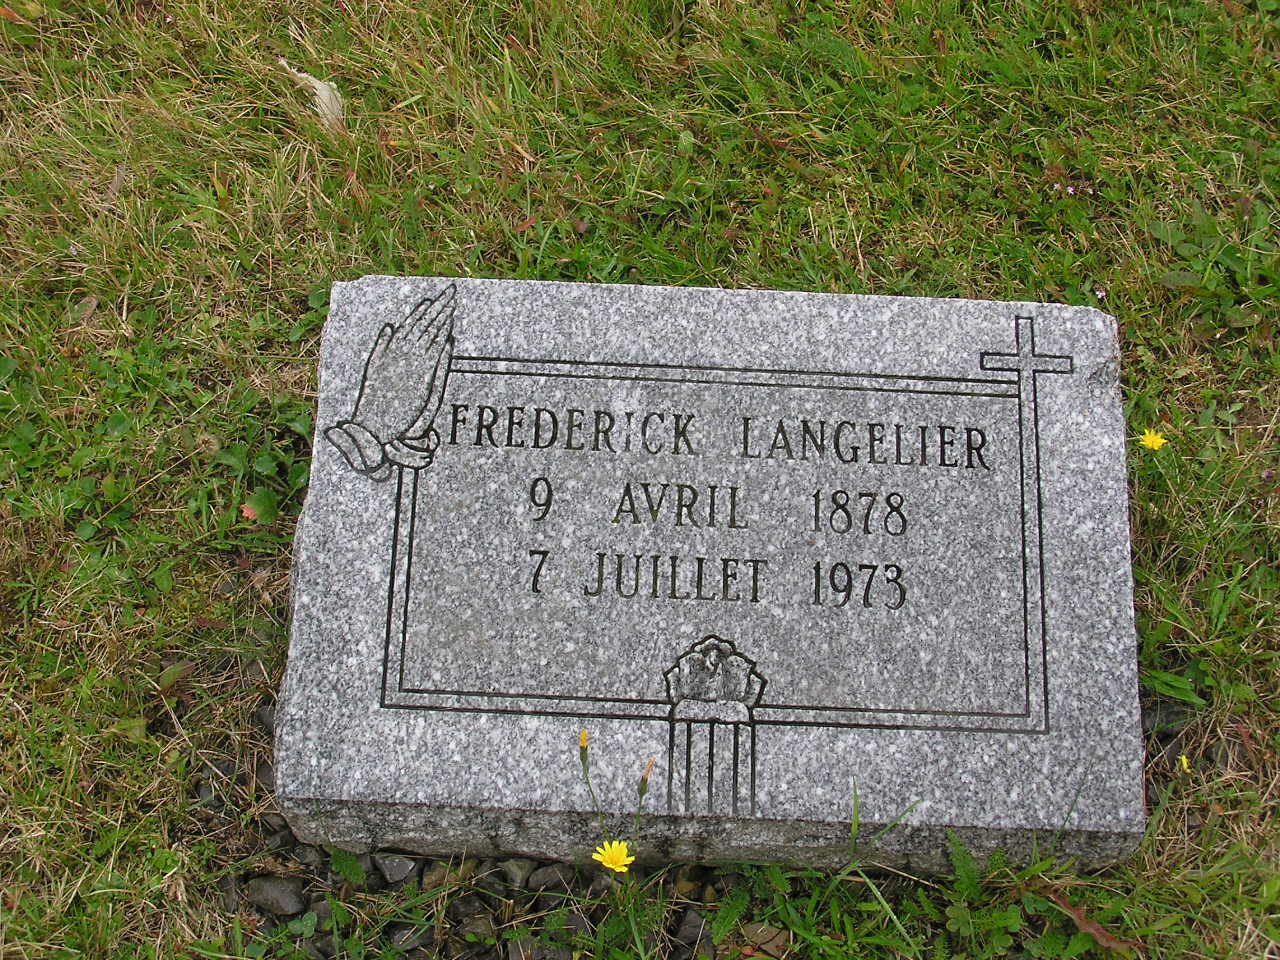 FREDERICK LANGELIER
9 AVRIL 1878
7 JUILLET 1973